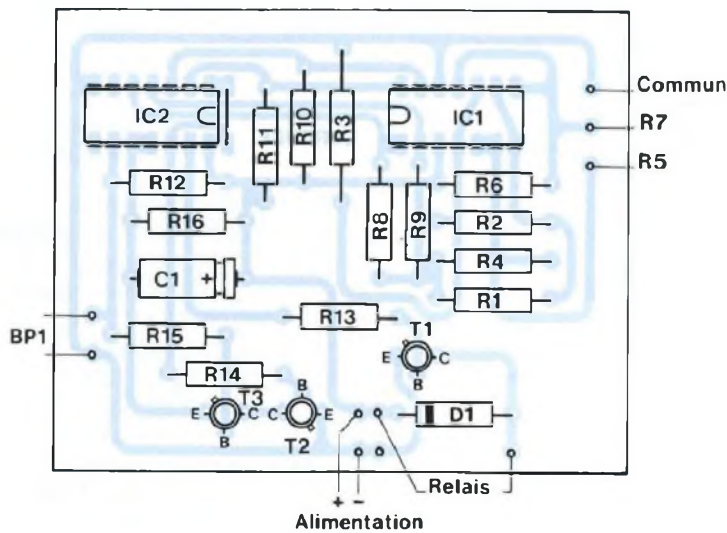 Commun
IC2
IC1
R7
R11
R10
R3
R5
R12
R6
R8
R9
R16
R2
C1
+
R4
R1
R13
BP1
R15
T1
E
C
B
R14
T3
B
E
C
C
E
D1
B
T2
Relais
+
-
Alimentation